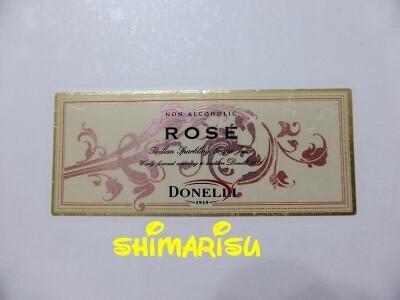 NON ALCOHOLIC
ROSÉ
Italian Sparkling Grape Juice
DONELLI
1915
SHIMARISU